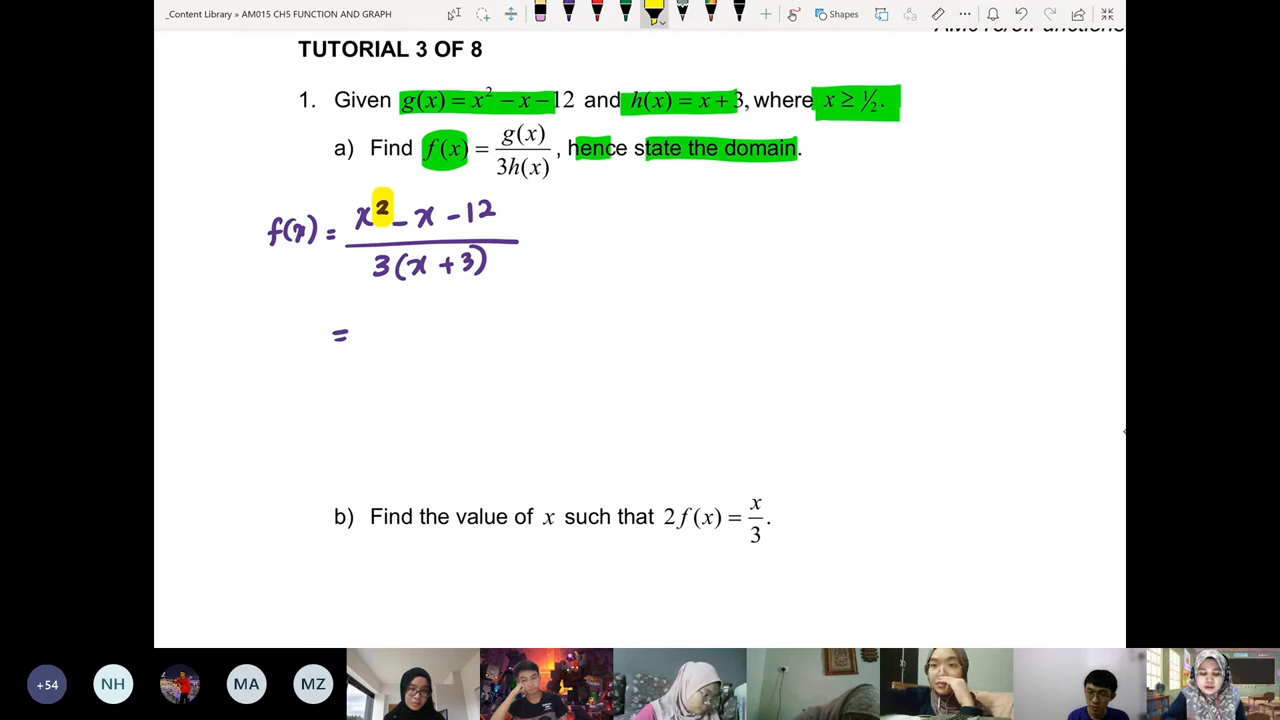 _Content Library » AM015 CH5 FUNCTION AND GRAPH
Shapes
TUTORIAL 3 OF 8
1. Given g(x) = x² − x − 12 and h(x) = x + 3, where x ≥ ½.
a) Find f(x) = g(x)/3h(x), hence state the domain.
f(x) = x² − x − 12 / 3(x + 3)
=
b) Find the value of x such that 2f(x) = x/3.
+54 NH MA MZ